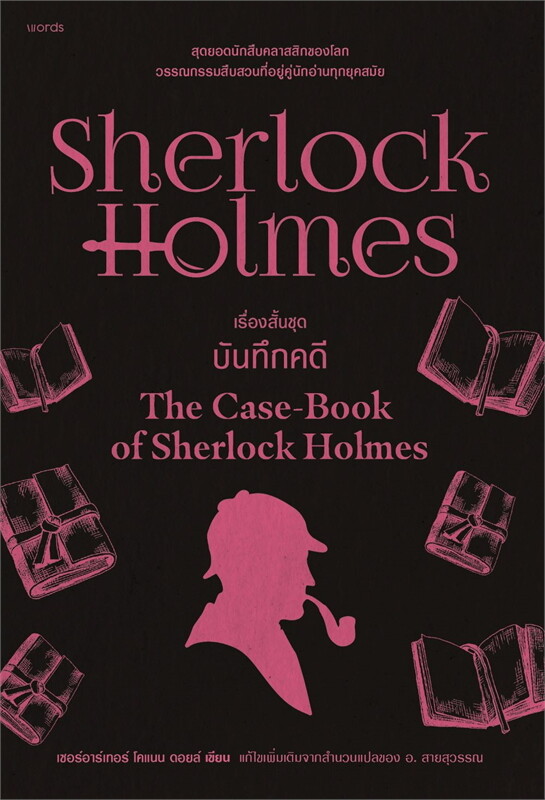 words
สุดยอดนักสืบคลาสสิกของโลก
วรรณกรรมสืบสวนที่อยู่คู่นักอ่านทุกยุคสมัย
Sherlock
Holmes
เรื่องสั้นชุด
บันทึกคดี
The Case-Book
of Sherlock Holmes
เซอร์อาร์เทอร์ โคแนน ดอยล์ เขียน แก้ไขเพิ่มเติมจากสำนวนแปลของ อ. สายสุวรรณ